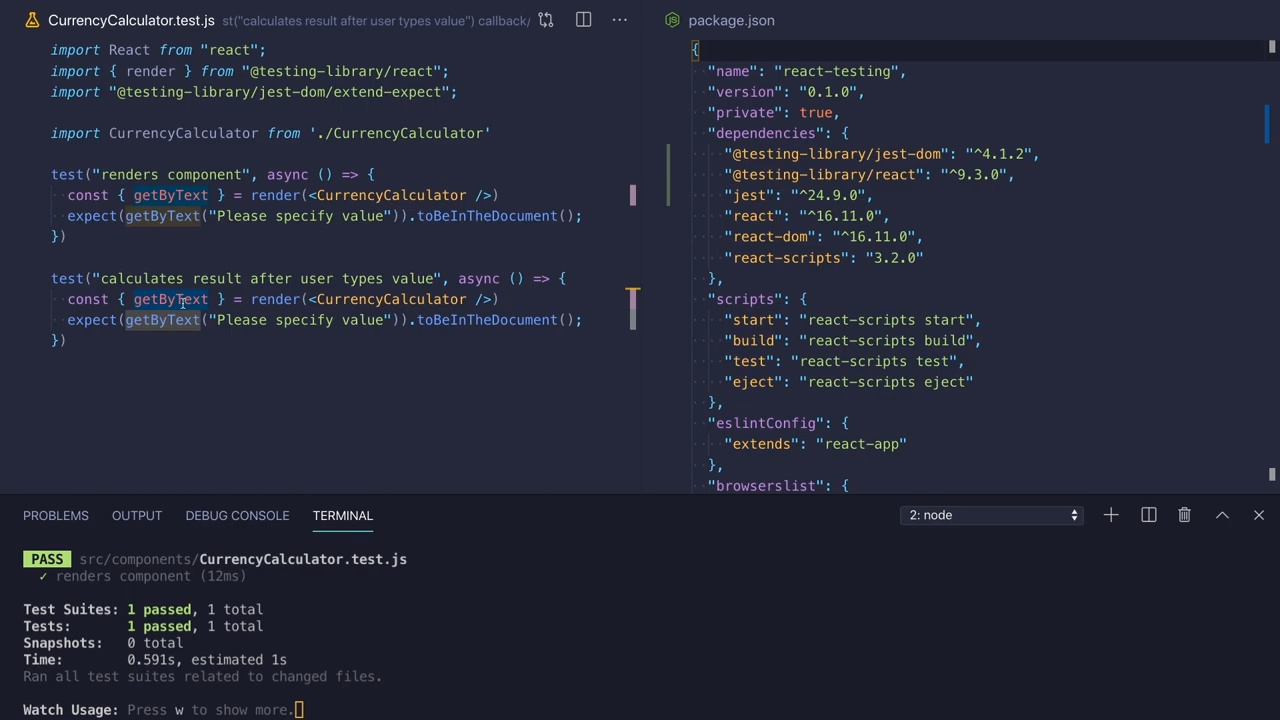 CurrencyCalculator.test.js st("calculates result after user types value") callback/
import React from "react";
import { render } from "@testing-library/react";
import "@testing-library/jest-dom/extend-expect";
import CurrencyCalculator from './CurrencyCalculator'
test("renders component", async () => {
const { getByText } = render(<CurrencyCalculator />)
expect(getByText("Please specify value")).toBeInTheDocument();
})
test("calculates result after user types value", async () => {
const { getByText } = render(<CurrencyCalculator />)
expect(getByText("Please specify value")).toBeInTheDocument();
})
JS package.json
{
"name": "react-testing",
"version": "0.1.0",
"private": true,
"dependencies": {
"@testing-library/jest-dom": "^4.1.2",
"@testing-library/react": "^9.3.0",
"jest": "^24.9.0",
"react": "^16.11.0",
"react-dom": "^16.11.0",
"react-scripts": "3.2.0"
},
"scripts": {
"start": "react-scripts start",
"build": "react-scripts build",
"test": "react-scripts test",
"eject": "react-scripts eject"
},
"eslintConfig": {
"extends": "react-app"
},
"browserslist": {
PROBLEMS OUTPUT DEBUG CONSOLE TERMINAL 2: node
PASS src/components/CurrencyCalculator.test.js
✓ renders component (12ms)
Test Suites: 1 passed, 1 total
Tests: 1 passed, 1 total
Snapshots: 0 total
Time: 0.591s, estimated 1s
Ran all test suites related to changed files.
Watch Usage: Press w to show more.